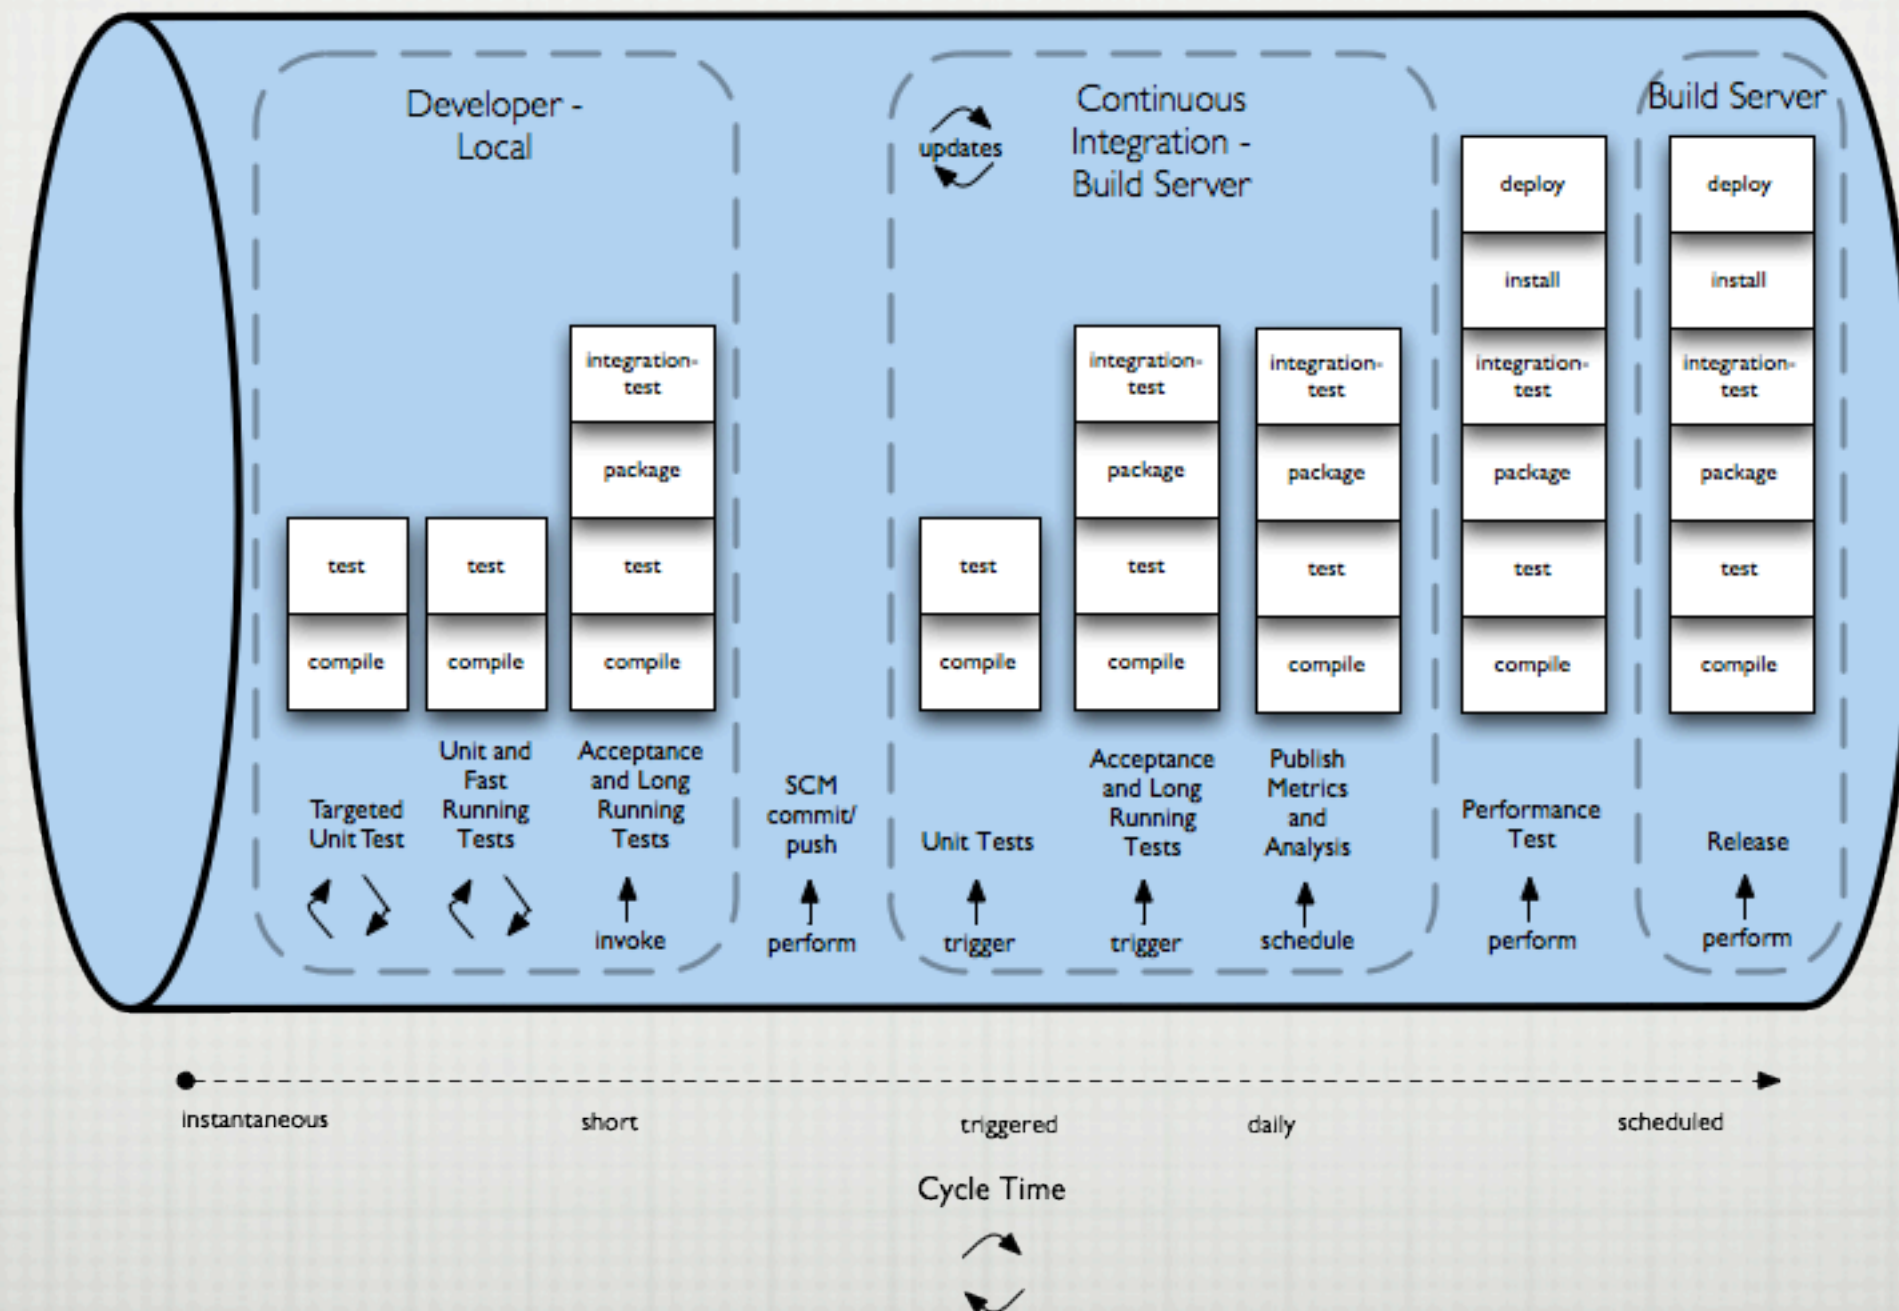 Developer -
Local
updates
Continuous
Integration -
Build Server
Build Server
test
compile
Targeted
Unit Test
test
compile
Unit and
Fast
Running
Tests
integration-
test
package
test
compile
Acceptance
and Long
Running
Tests
invoke
SCM
commit/
push
perform
test
compile
Unit Tests
trigger
integration-
test
package
test
compile
Acceptance
and Long
Running
Tests
trigger
integration-
test
package
test
compile
Publish
Metrics
and
Analysis
schedule
deploy
install
integration-
test
package
test
compile
Performance
Test
perform
deploy
install
integration-
test
package
test
compile
Release
perform
instantaneous
short
triggered
daily
scheduled
Cycle Time